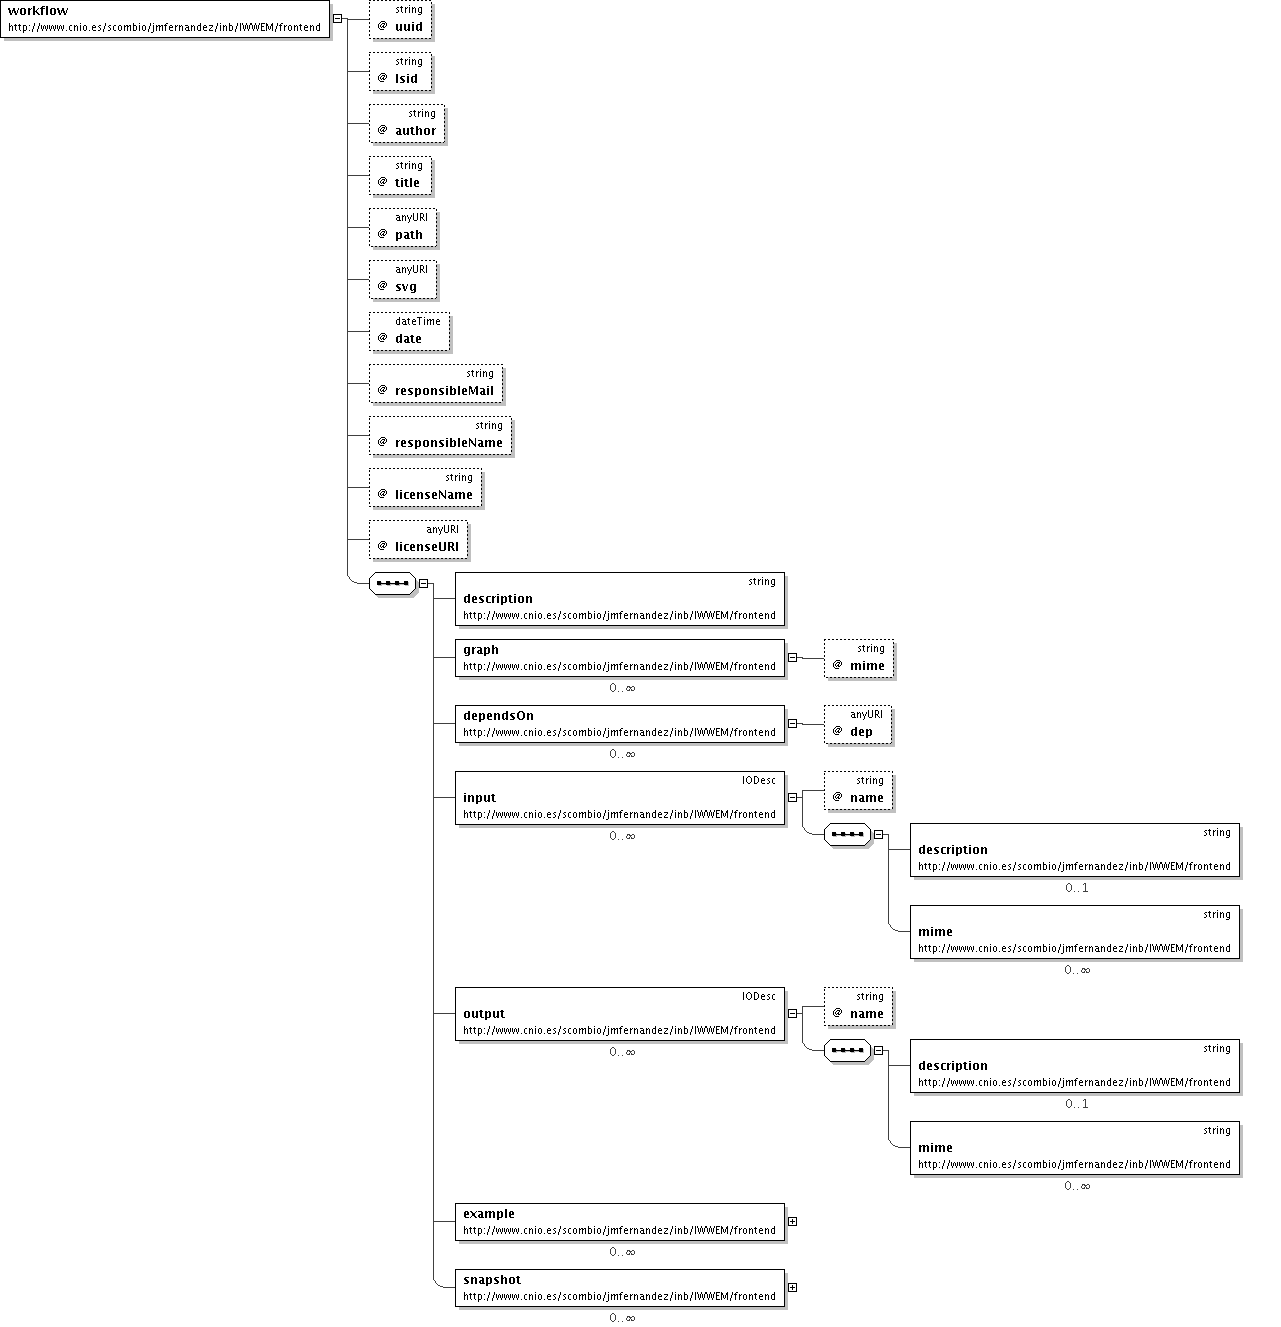 workflow
http://www.cnio.es/scombio/jmfernandez/inb/IWWEM/frontend
string
@ uuid
string
@ lsid
string
@ author
string
@ title
anyURI
@ path
anyURI
@ svg
dateTime
@ date
string
@ responsibleMail
string
@ responsibleName
string
@ licenseName
anyURI
@ licenseURI
string
description
http://www.cnio.es/scombio/jmfernandez/inb/IWWEM/frontend
graph
http://www.cnio.es/scombio/jmfernandez/inb/IWWEM/frontend
0..∞
string
@ mime
dependsOn
http://www.cnio.es/scombio/jmfernandez/inb/IWWEM/frontend
0..∞
anyURI
@ dep
IODesc
input
http://www.cnio.es/scombio/jmfernandez/inb/IWWEM/frontend
0..∞
string
@ name
string
description
http://www.cnio.es/scombio/jmfernandez/inb/IWWEM/frontend
0..1
string
mime
http://www.cnio.es/scombio/jmfernandez/inb/IWWEM/frontend
0..∞
IODesc
output
http://www.cnio.es/scombio/jmfernandez/inb/IWWEM/frontend
0..∞
string
@ name
string
description
http://www.cnio.es/scombio/jmfernandez/inb/IWWEM/frontend
0..1
string
mime
http://www.cnio.es/scombio/jmfernandez/inb/IWWEM/frontend
0..∞
example
http://www.cnio.es/scombio/jmfernandez/inb/IWWEM/frontend
0..∞
snapshot
http://www.cnio.es/scombio/jmfernandez/inb/IWWEM/frontend
0..∞